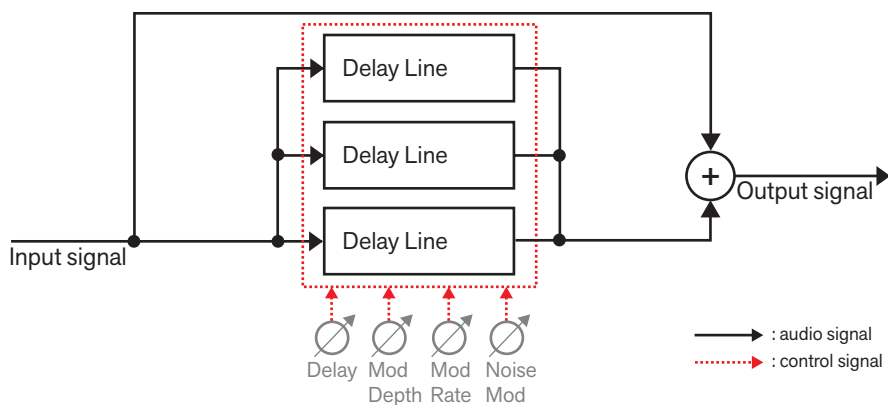 Delay Line
Delay Line
+
Output signal
Delay Line
Input signal
Delay
Mod
Depth
Mod
Rate
Noise
Mod
: audio signal
: control signal